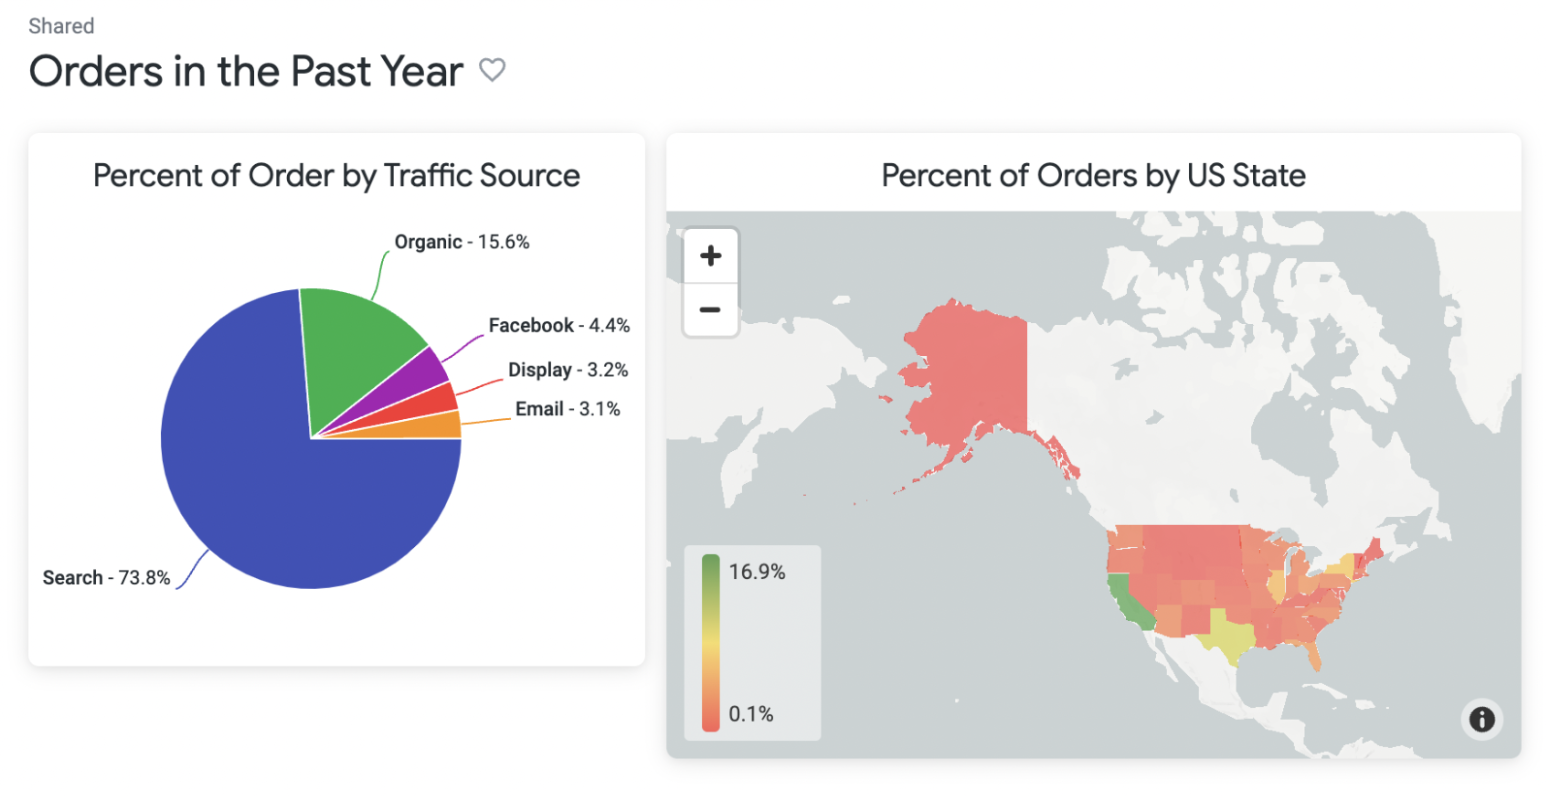 Shared
Orders in the Past Year
Percent of Order by Traffic Source
Organic - 15.6%
Facebook - 4.4%
Display - 3.2%
Email - 3.1%
Search - 73.8%
Percent of Orders by US State
+
−
16.9%
0.1%